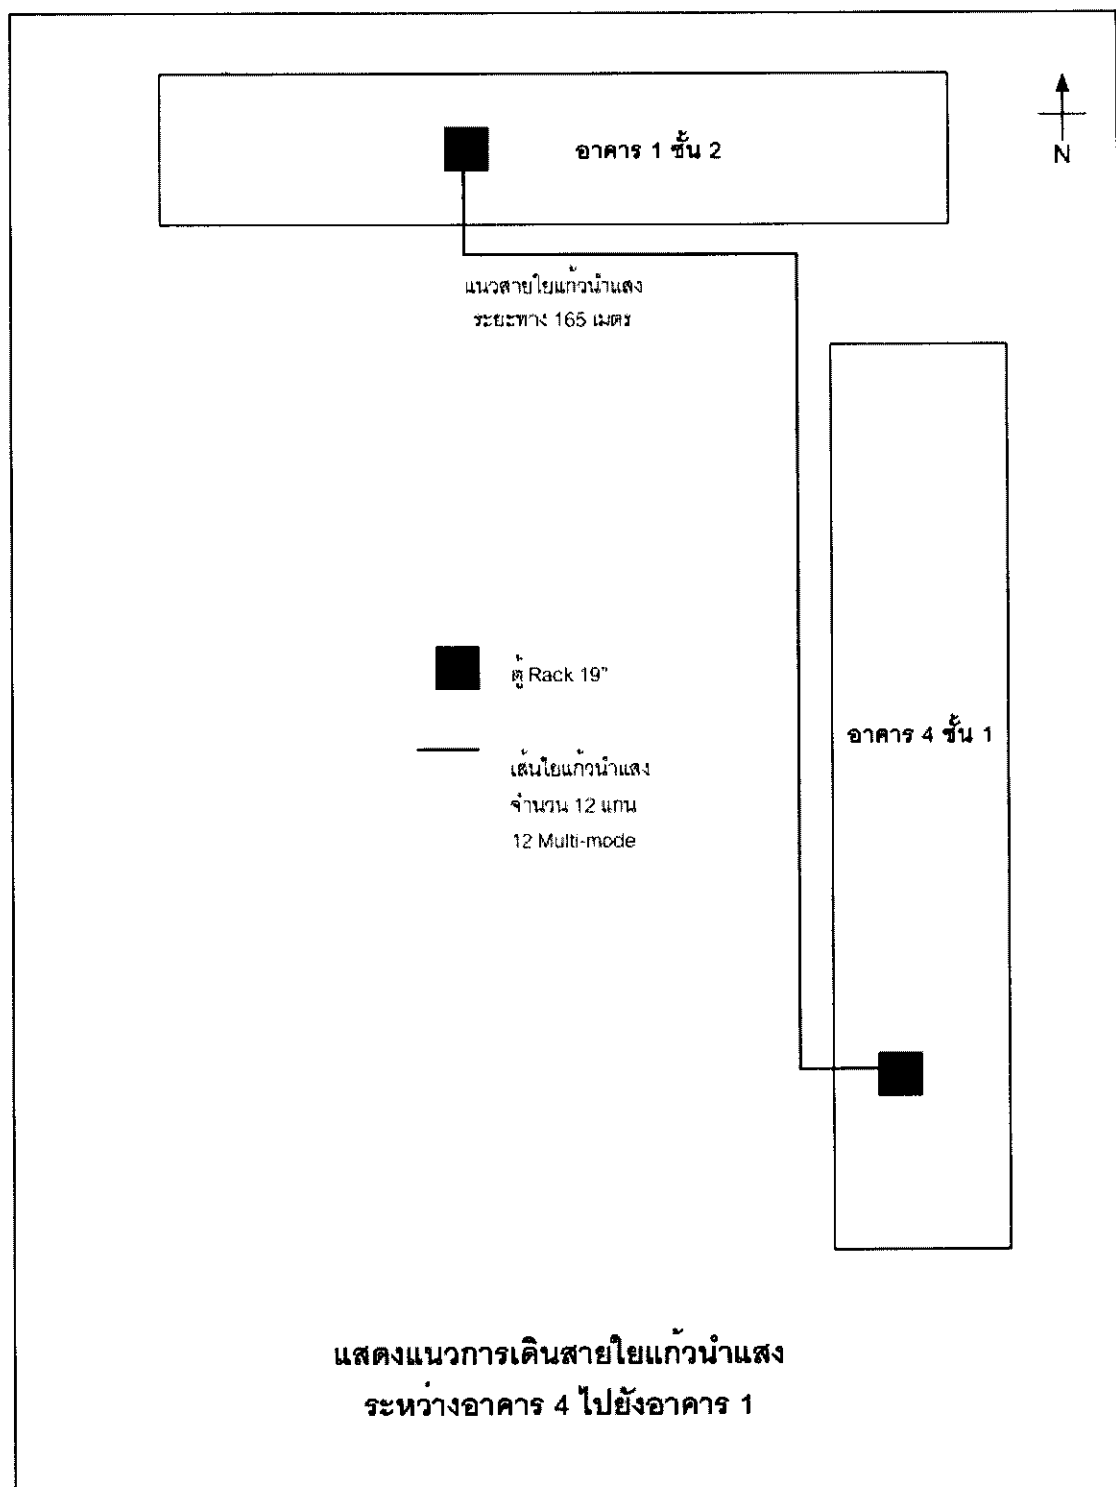 อาคาร 1 ชั้น 2
N
แนวสายใยแก้วนำแสง
ระยะทาง 165 เมตร
ตู้ Rack 19"
อาคาร 4 ชั้น 1
เส้นใยแก้วนำแสง
จำนวน 12 แกน
12 Multi-mode
แสดงแนวการเดินสายใยแก้วนำแสง
ระหว่างอาคาร 4 ไปยังอาคาร 1